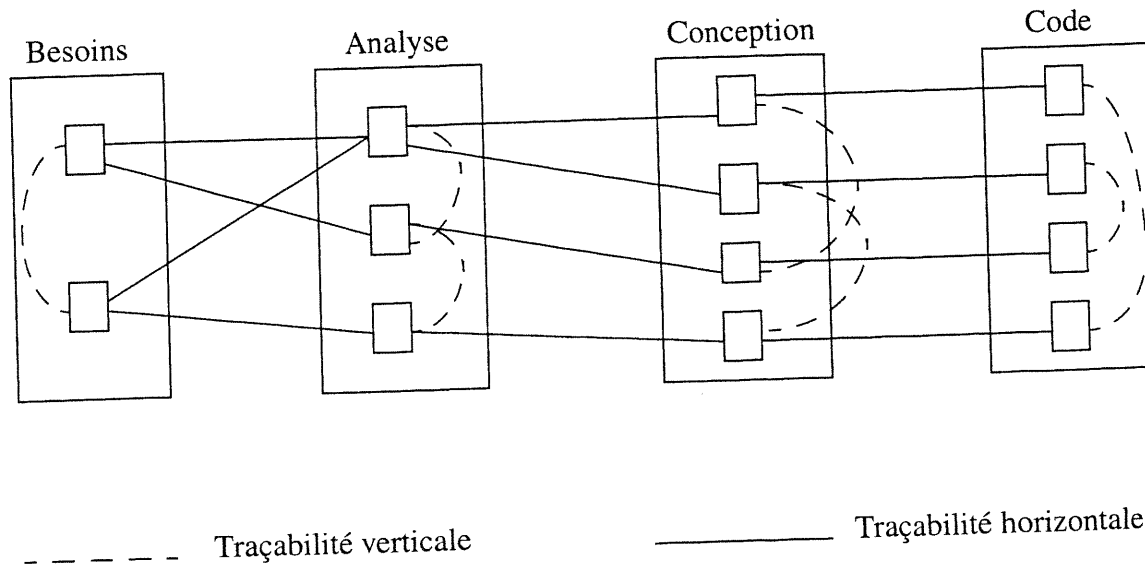 Besoins
Analyse
Conception
Code
Traçabilité verticale
Traçabilité horizontale